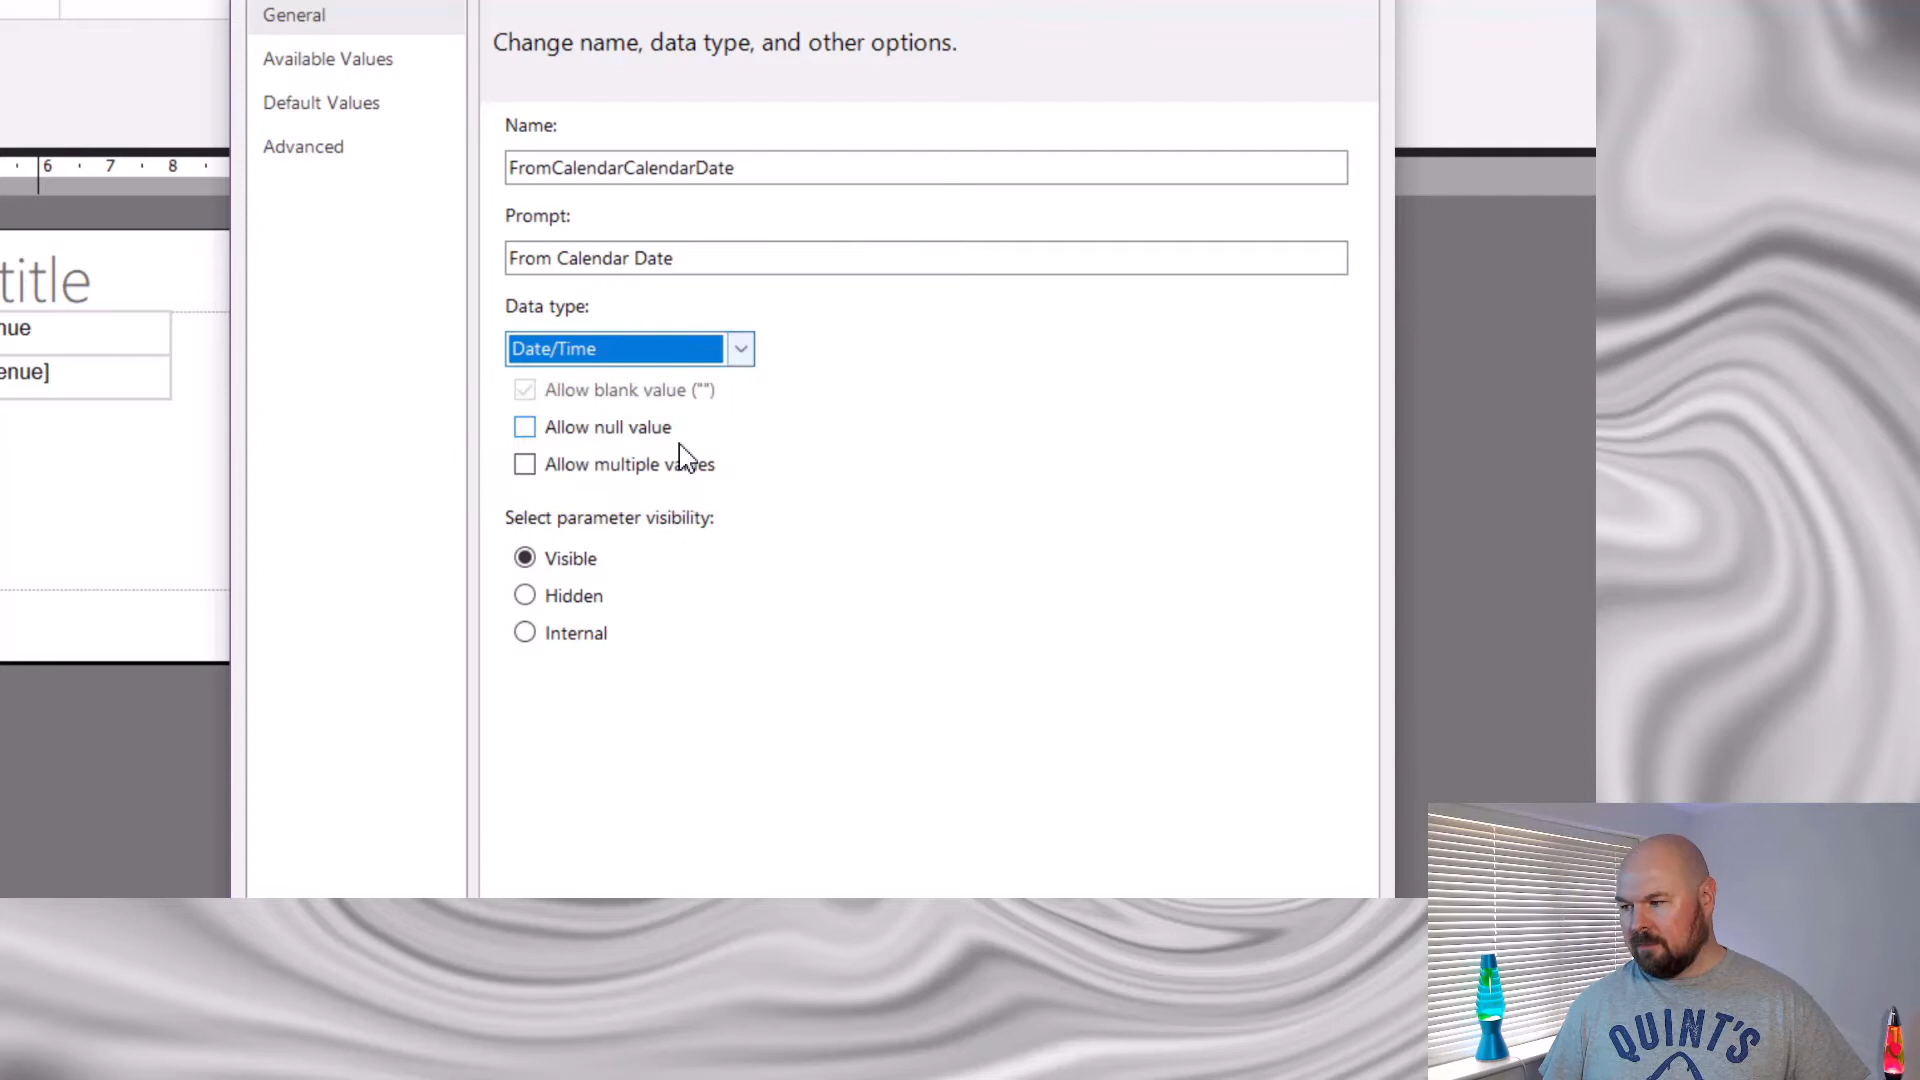 General
Available Values
Default Values
Advanced
Change name, data type, and other options.
Name:
FromCalendarCalendarDate
Prompt:
From Calendar Date
Data type:
Date/Time
Allow blank value ("")
Allow null value
Allow multiple values
Select parameter visibility:
Visible
Hidden
Internal
6 7 8
title
nue
enue]
QUINT'S